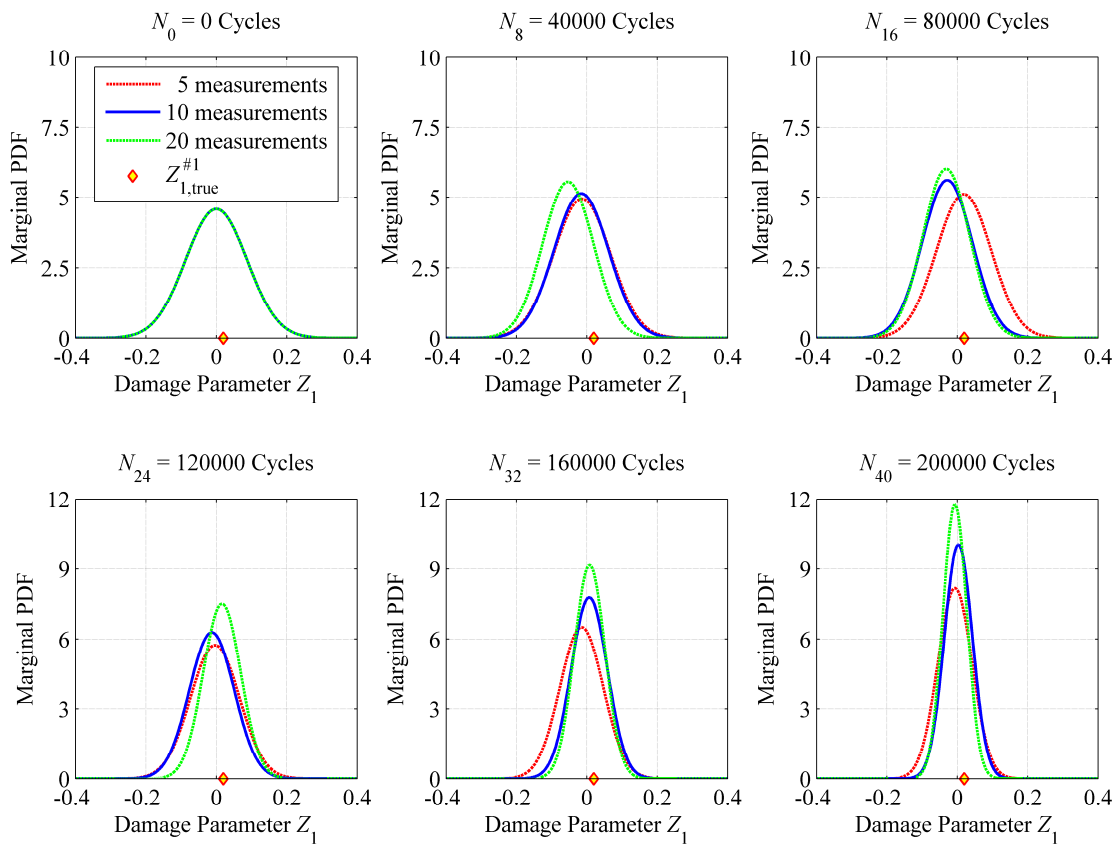 N0 = 0 Cycles
N8 = 40000 Cycles
N16 = 80000 Cycles
10
7.5
5
2.5
0
Marginal PDF
5 measurements
10 measurements
20 measurements
Z#11,true
-0.4 -0.2 0 0.2 0.4
Damage Parameter Z1
10
7.5
5
2.5
0
Marginal PDF
-0.4 -0.2 0 0.2 0.4
Damage Parameter Z1
10
7.5
5
2.5
0
Marginal PDF
-0.4 -0.2 0 0.2 0.4
Damage Parameter Z1
N24 = 120000 Cycles
N32 = 160000 Cycles
N40 = 200000 Cycles
12
9
6
3
0
Marginal PDF
-0.4 -0.2 0 0.2 0.4
Damage Parameter Z1
12
9
6
3
0
Marginal PDF
-0.4 -0.2 0 0.2 0.4
Damage Parameter Z1
12
9
6
3
0
Marginal PDF
-0.4 -0.2 0 0.2 0.4
Damage Parameter Z1